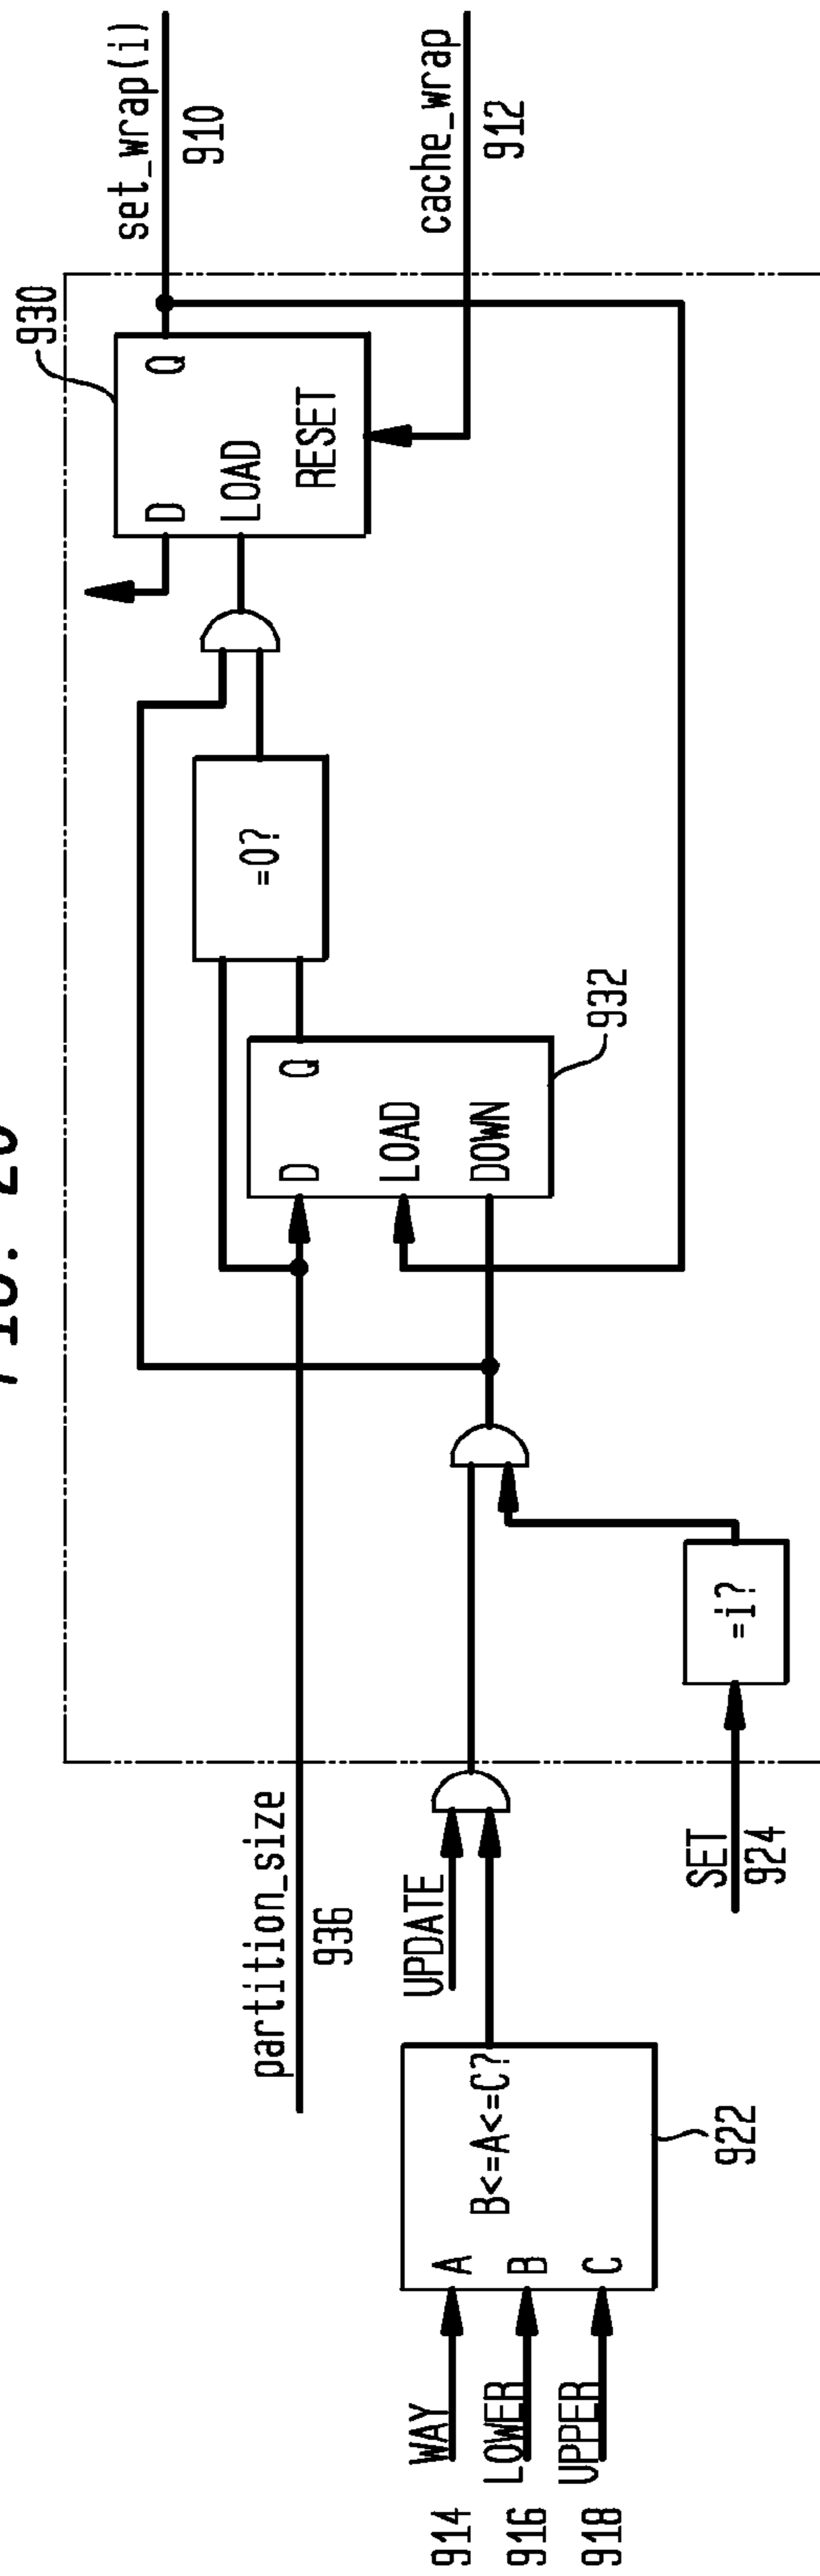 930
set_wrap(i)
910
D
Q
LOAD
RESET
cache_wrap
912
=0?
partition_size
936
D
Q
LOAD
DOWN
932
UPDATE
WAY
914
A
LOWER
916
B
UPPER
918
C
B<=A<=C?
922
SET
924
=i?